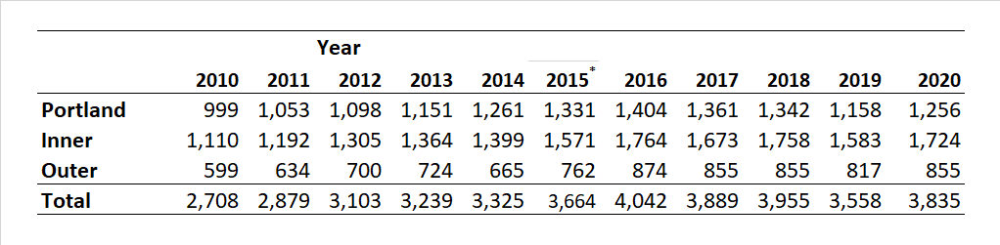 Year
2010 2011 2012 2013 2014 2015* 2016 2017 2018 2019 2020
Portland 999 1,053 1,098 1,151 1,261 1,331 1,404 1,361 1,342 1,158 1,256
Inner 1,110 1,192 1,305 1,364 1,399 1,571 1,764 1,673 1,758 1,583 1,724
Outer 599 634 700 724 665 762 874 855 855 817 855
Total 2,708 2,879 3,103 3,239 3,325 3,664 4,042 3,889 3,955 3,558 3,835